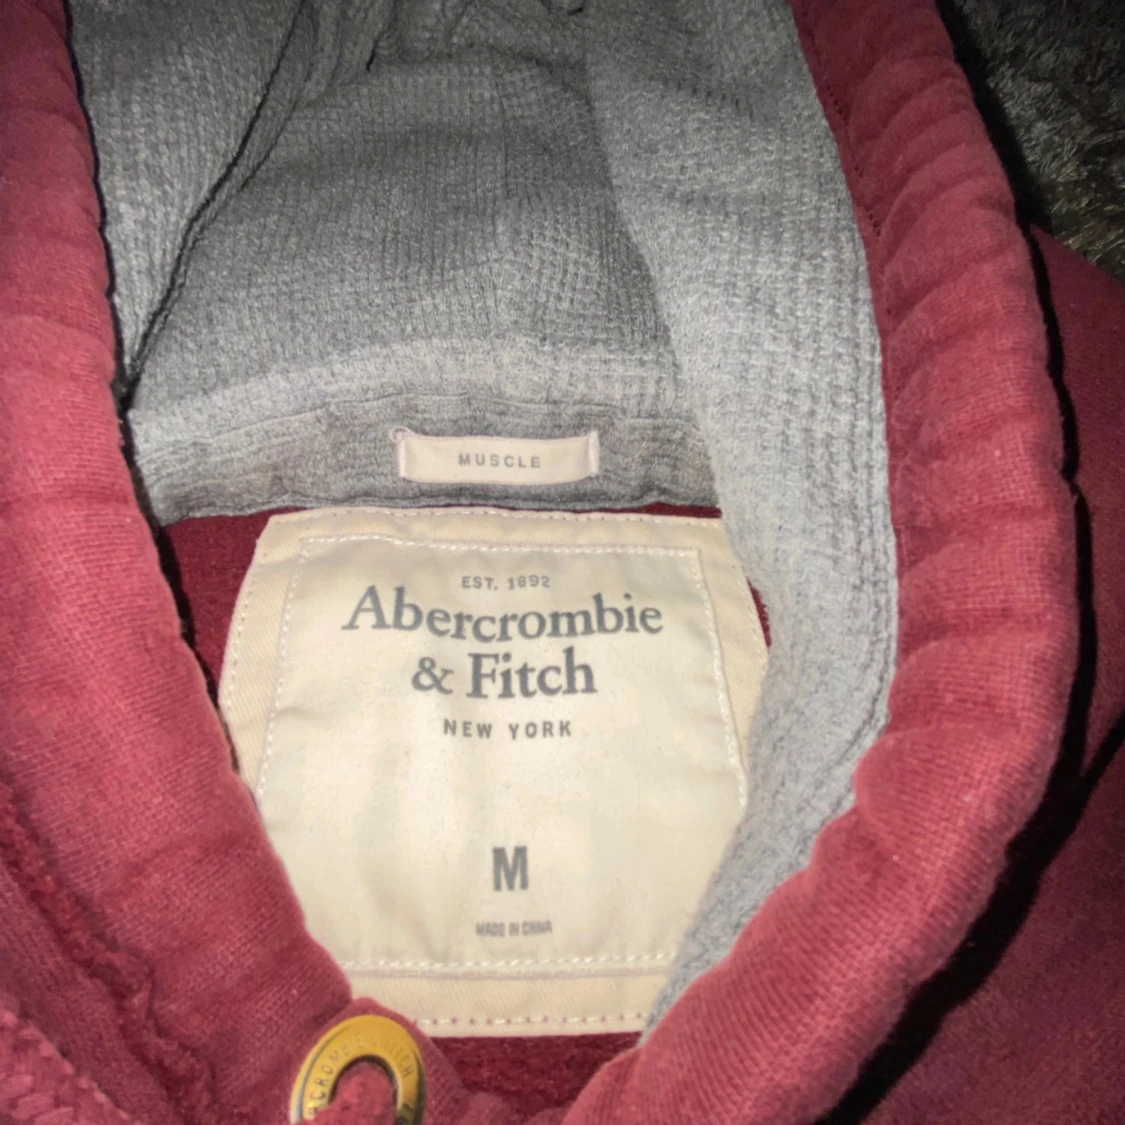 MUSCLE
EST. 1892
Abercrombie
& Fitch
NEW YORK
M
MADE IN CHINA